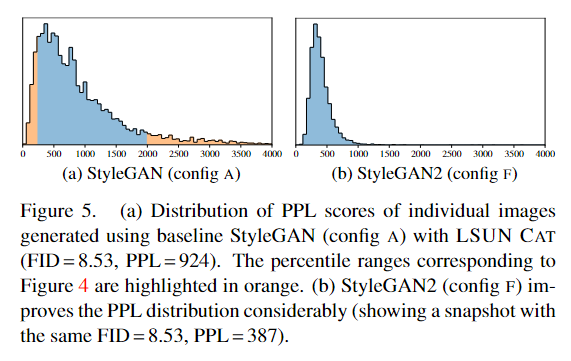 0 500 1000 1500 2000 2500 3000 3500 4000
0 500 1000 1500 2000 2500 3000 3500 4000
(a) StyleGAN (config A)
(b) StyleGAN2 (config F)
Figure 5. (a) Distribution of PPL scores of individual images
generated using baseline StyleGAN (config A) with LSUN CAT
(FID = 8.53, PPL = 924). The percentile ranges corresponding to
Figure 4 are highlighted in orange. (b) StyleGAN2 (config F) im-
proves the PPL distribution considerably (showing a snapshot with
the same FID = 8.53, PPL = 387).